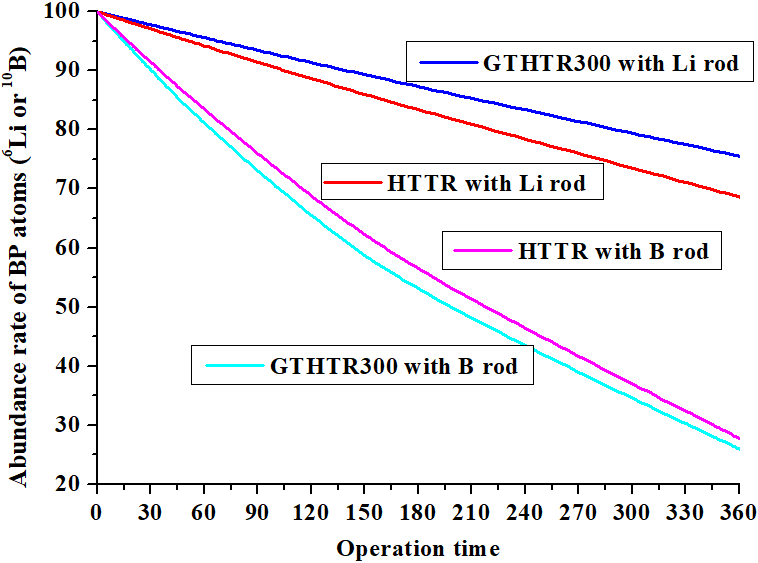 Abundance rate of BP atoms (⁶Li or ¹⁰B)
100
90
80
70
60
50
40
30
20
GTHTR300 with Li rod
HTTR with Li rod
HTTR with B rod
GTHTR300 with B rod
0 30 60 90 120 150 180 210 240 270 300 330 360
Operation time